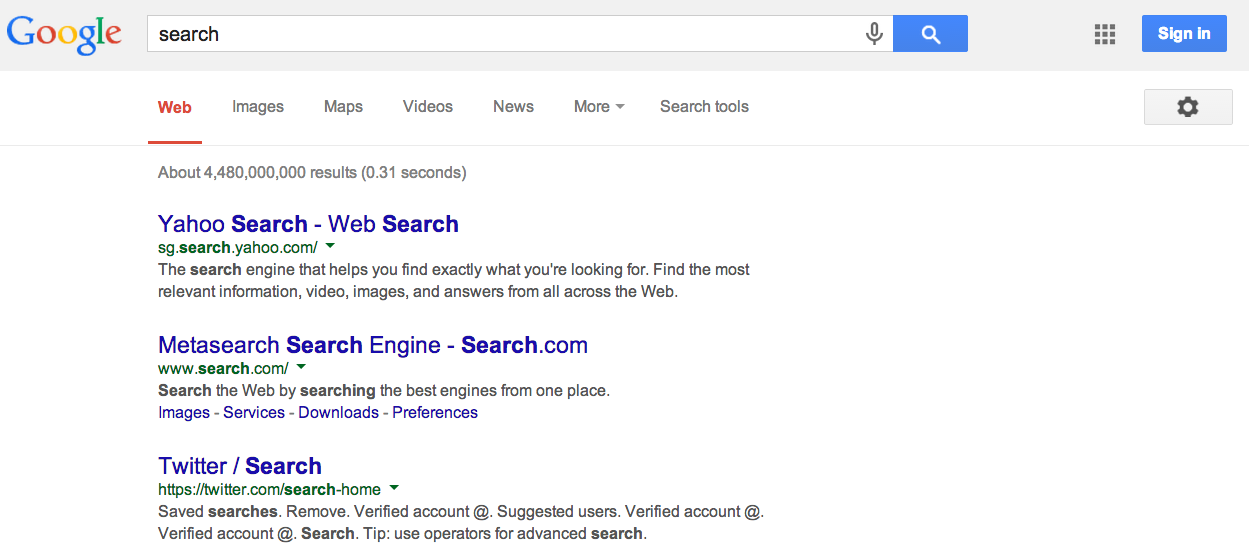 Google search Sign in
Web Images Maps Videos News More Search tools
About 4,480,000,000 results (0.31 seconds)
Yahoo Search - Web Search
sg.search.yahoo.com/
The search engine that helps you find exactly what you're looking for. Find the most
relevant information, video, images, and answers from all across the Web.
Metasearch Search Engine - Search.com
www.search.com/
Search the Web by searching the best engines from one place.
Images - Services - Downloads - Preferences
Twitter / Search
https://twitter.com/search-home
Saved searches. Remove. Verified account @. Suggested users. Verified account @.
Verified account @. Search. Tip: use operators for advanced search.